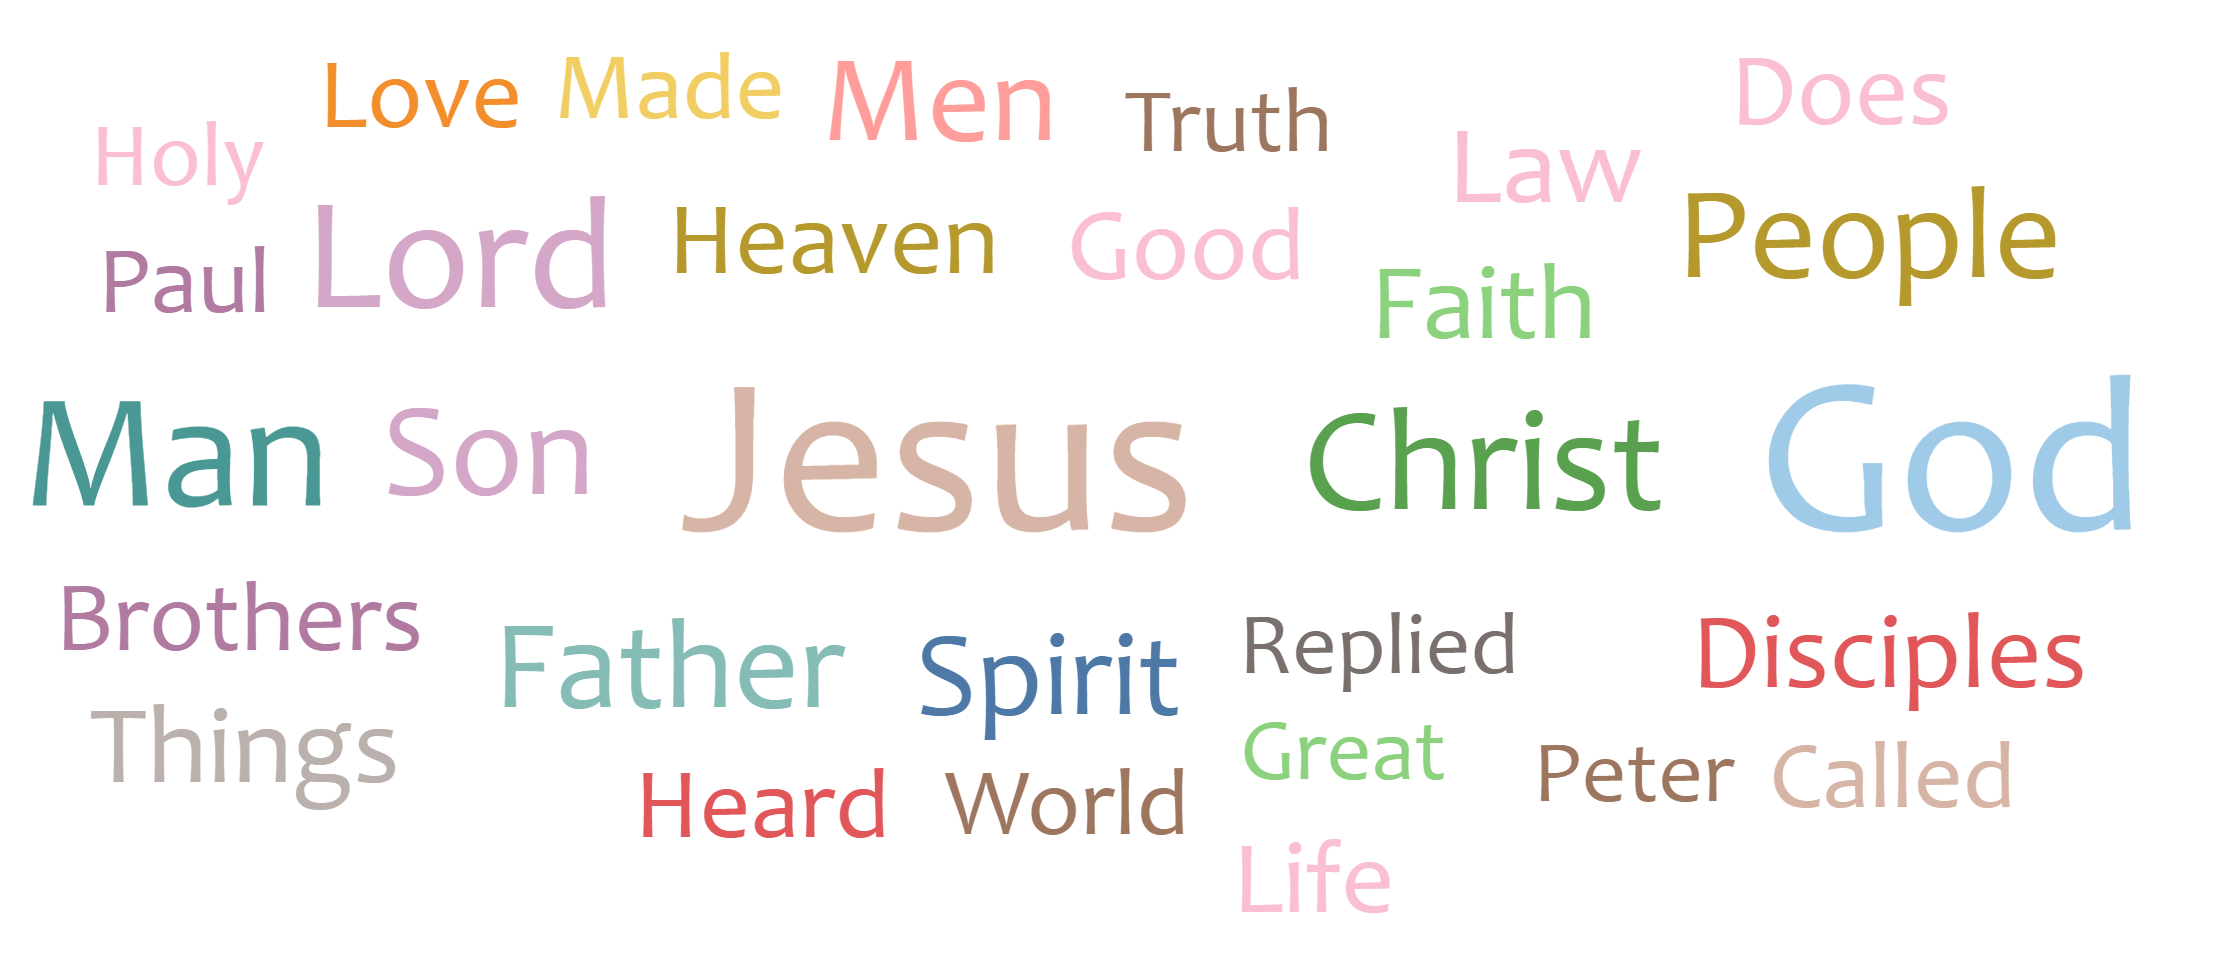 Love Made Men Truth Does
Holy Law
Paul Lord Heaven Good Faith People
Man Son Jesus Christ God
Brothers Father Spirit Replied Disciples
Things Great Peter Called
Heard World
Life